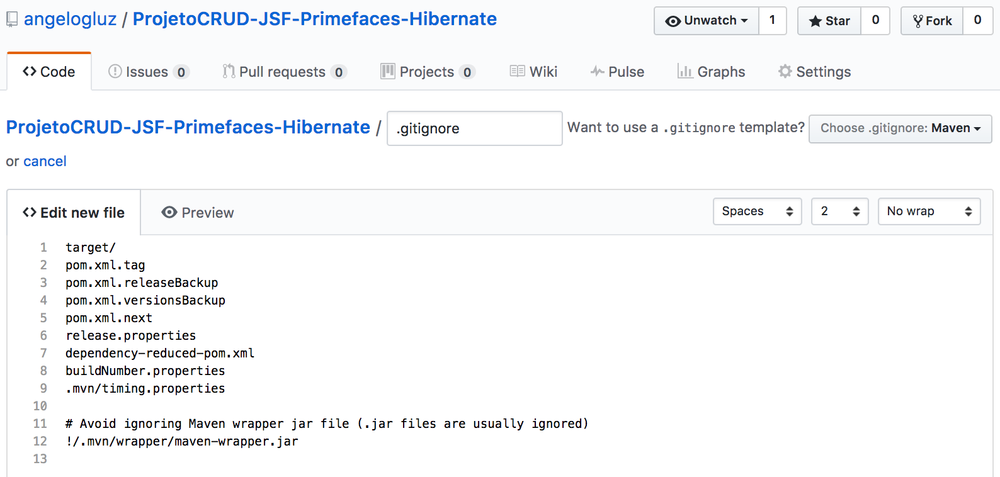 angelogluz / ProjetoCRUD-JSF-Primefaces-Hibernate Unwatch 1 Star 0 Fork 0
Code Issues 0 Pull requests 0 Projects 0 Wiki Pulse Graphs Settings
ProjetoCRUD-JSF-Primefaces-Hibernate / .gitignore Want to use a .gitignore template? Choose .gitignore: Maven
or cancel
Edit new file Preview Spaces 2 No wrap
1 target/
2 pom.xml.tag
3 pom.xml.releaseBackup
4 pom.xml.versionsBackup
5 pom.xml.next
6 release.properties
7 dependency-reduced-pom.xml
8 buildNumber.properties
9 .mvn/timing.properties
10
11 # Avoid ignoring Maven wrapper jar file (.jar files are usually ignored)
12 !/.mvn/wrapper/maven-wrapper.jar
13